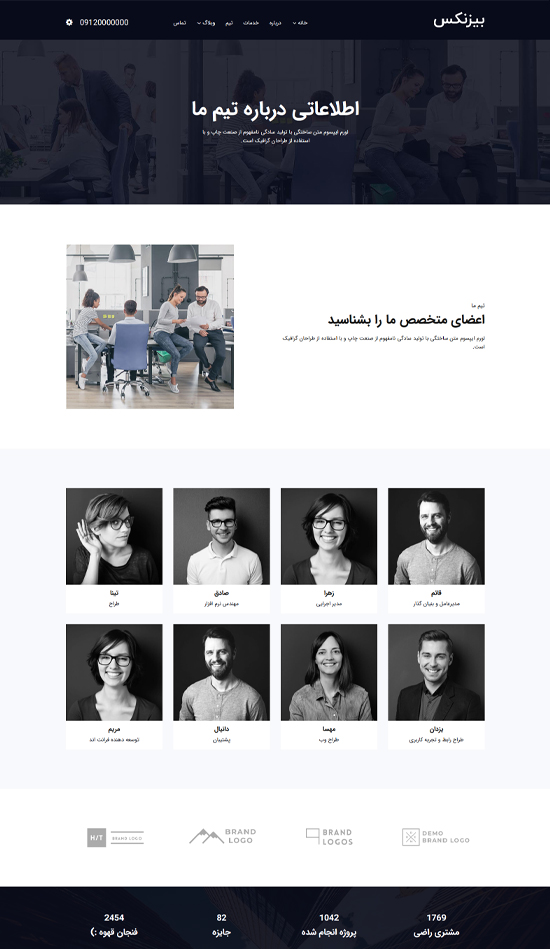 بیزنکس
خانه
درباره
خدمات
تیم
وبلاگ
تماس
09120000000
اطلاعاتی درباره تیم ما
لورم ایپسوم متن ساختگی با تولید سادگی نامفهوم از صنعت چاپ و با
استفاده از طراحان گرافیک است.
تیم ما
اعضای متخصص ما را بشناسید
لورم ایپسوم متن ساختگی با تولید سادگی نامفهوم از صنعت چاپ و با استفاده از طراحان گرافیک
است.
قائم
مدیرعامل و بنیان گذار
زهرا
مدیر اجرایی
صادق
مهندس نرم افزار
تینا
طراح
یزدان
طراح رابط و تجربه کاربری
مهسا
طراح وب
دانیال
پشتیبان
مریم
توسعه دهنده فرانت اند
H/T
BRAND LOGO
BRAND
LOGO
BRAND
LOGOS
DEMO
BRAND LOGO
1769
مشتری راضی
1042
پروژه انجام شده
82
جایزه
2454
فنجان قهوه :)